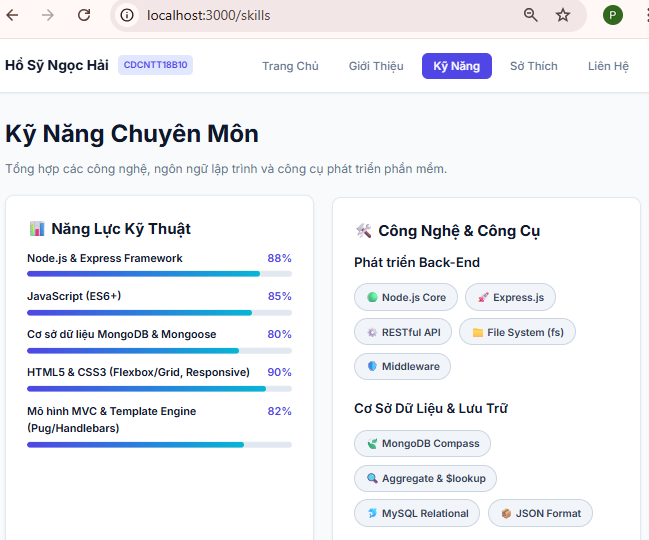 localhost:3000/skills
P
Hồ Sỹ Ngọc Hải
CDCNTT18B10
Trang Chủ
Giới Thiệu
Kỹ Năng
Sở Thích
Liên Hệ
Kỹ Năng Chuyên Môn
Tổng hợp các công nghệ, ngôn ngữ lập trình và công cụ phát triển phần mềm.
Năng Lực Kỹ Thuật
Node.js & Express Framework 88%
JavaScript (ES6+) 85%
Cơ sở dữ liệu MongoDB & Mongoose 80%
HTML5 & CSS3 (Flexbox/Grid, Responsive) 90%
Mô hình MVC & Template Engine 82%
(Pug/Handlebars)
Công Nghệ & Công Cụ
Phát triển Back-End
Node.js Core
Express.js
RESTful API
File System (fs)
Middleware
Cơ Sở Dữ Liệu & Lưu Trữ
MongoDB Compass
Aggregate & $lookup
MySQL Relational
JSON Format